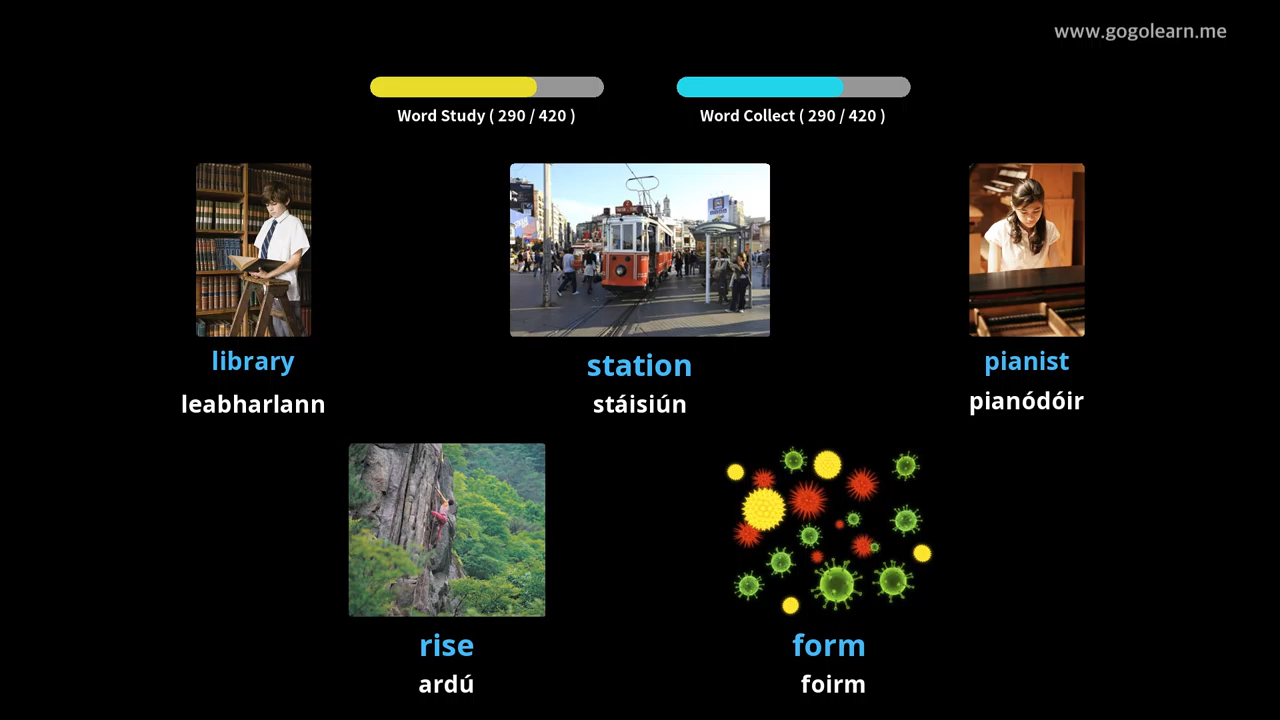 www.gogolearn.me
Word Study ( 290 / 420 )
Word Collect ( 290 / 420 )
library
leabharlann
station
stáisiún
pianist
pianódóir
rise
ardú
form
foirm